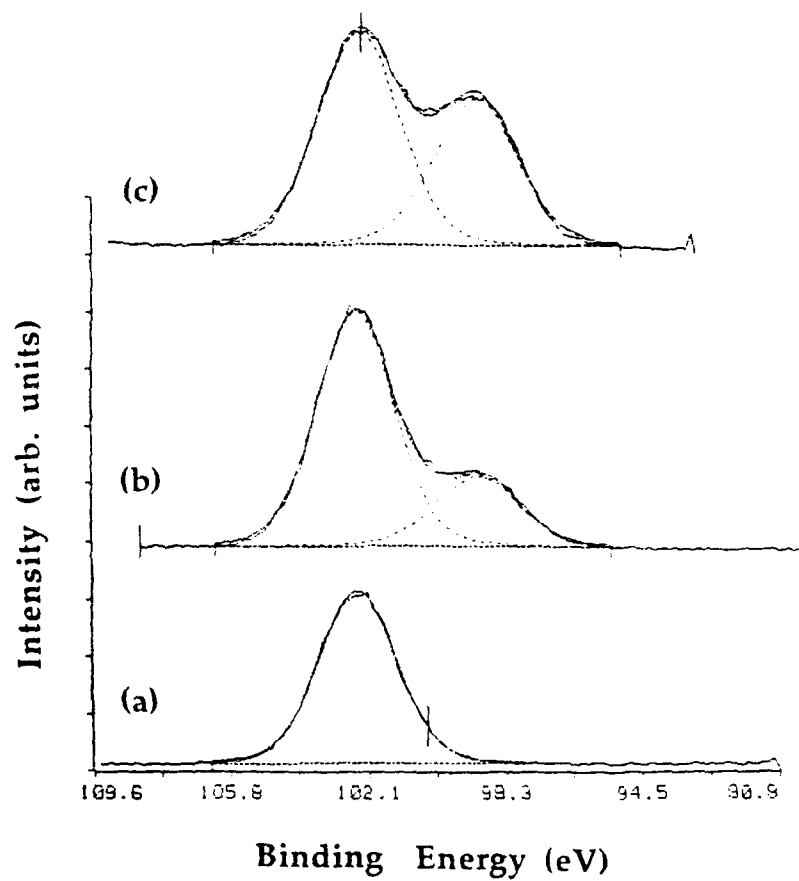 (c)
(b)
(a)
Intensity (arb. units)
109.6 105.8 102.1 98.3 94.5 90.9
Binding Energy (eV)